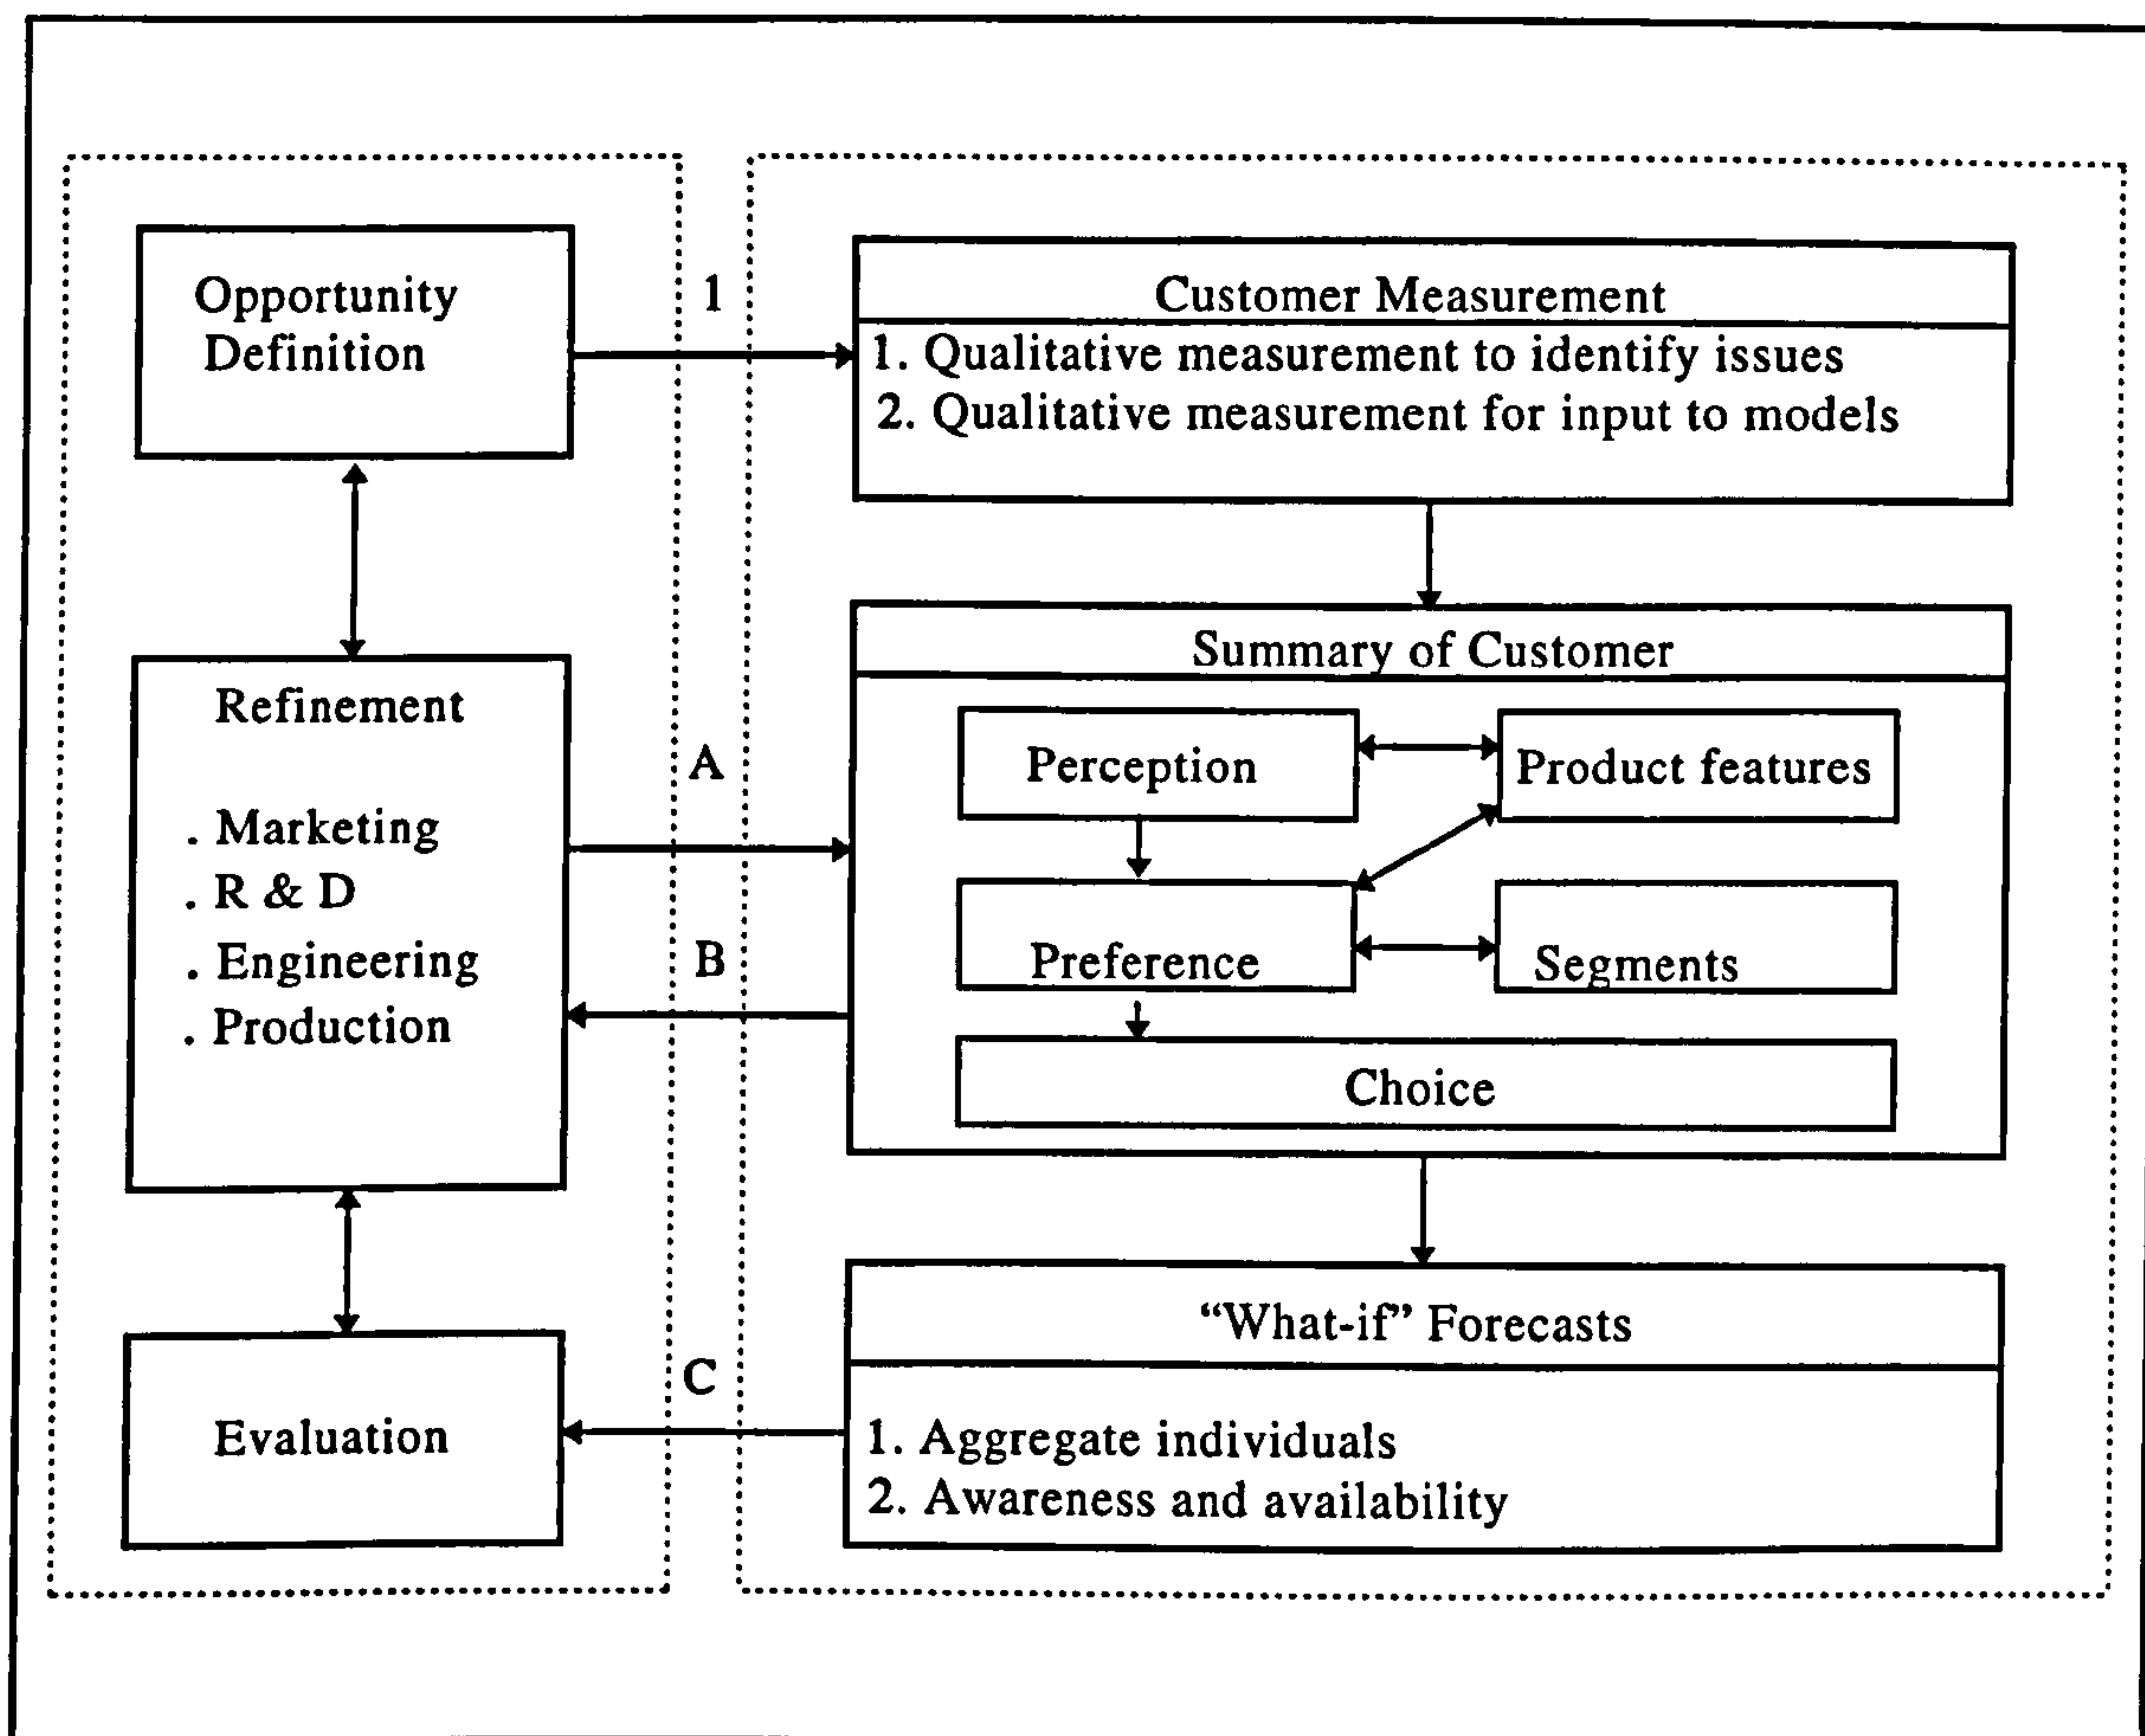 Opportunity
Definition
1
Customer Measurement
1. Qualitative measurement to identify issues
2. Qualitative measurement for input to models
Refinement
. Marketing
. R & D
. Engineering
. Production
A
B
Summary of Customer
Perception
Product features
Preference
Segments
Choice
Evaluation
C
“What-if” Forecasts
1. Aggregate individuals
2. Awareness and availability